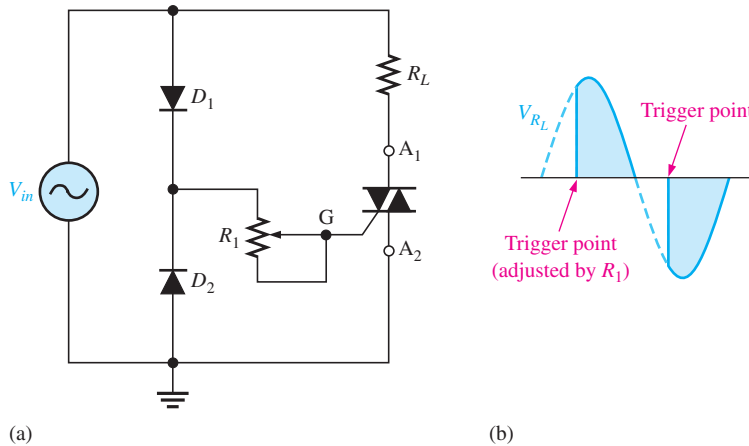 D1
RL
A1
Vin
R1
G
A2
D2
(a)
VRL
Trigger point
Trigger point
(adjusted by R1)
(b)